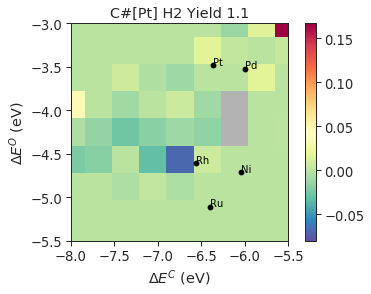 C#[Pt] H2 Yield 1.1
−3.0
−3.5
−4.0
−4.5
−5.0
−5.5
ΔE^O (eV)
Pt
Pd
Rh
Ni
Ru
−8.0 −7.5 −7.0 −6.5 −6.0 −5.5
ΔE^C (eV)
0.15
0.10
0.05
0.00
−0.05